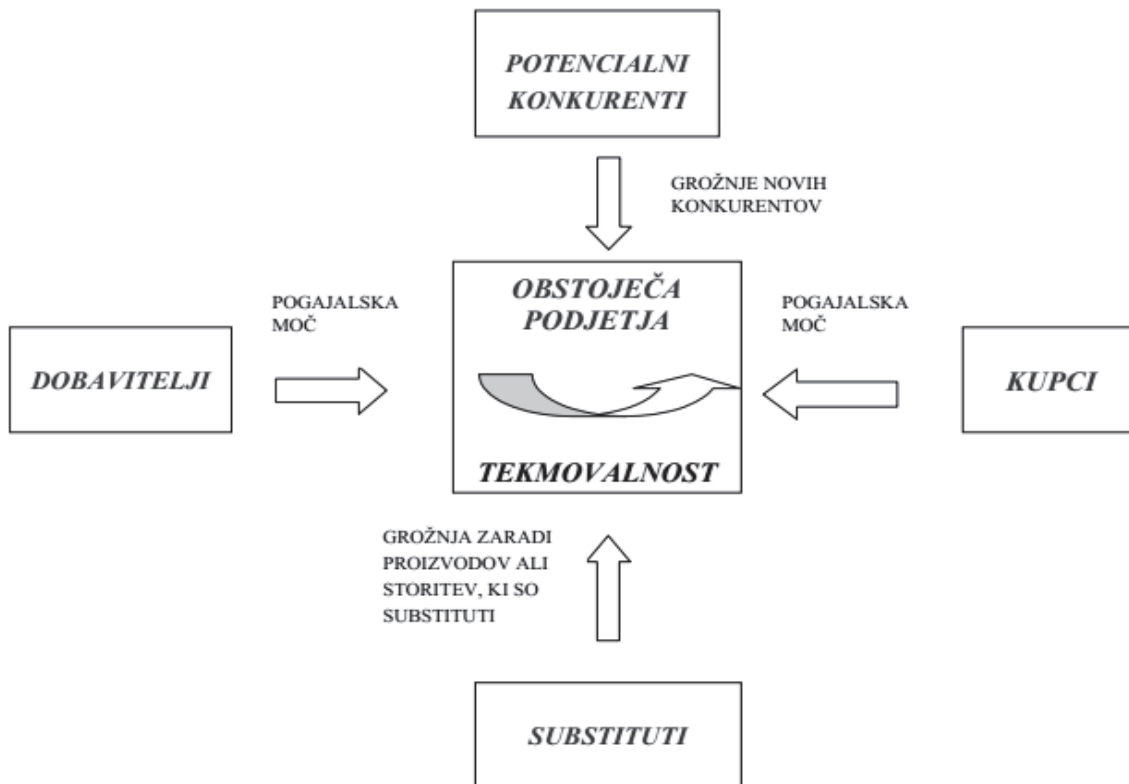 POTENCIALNI
KONKURENTI
GROŽNJE NOVIH
KONKURENTOV
OBSTOJEČA
PODJETJA
POGAJALSKA
MOČ
POGAJALSKA
MOČ
DOBAVITELJI
KUPCI
TEKMOVALNOST
GROŽNJA ZARADI
PROIZVODOV ALI
STORITEV, KI SO
SUBSTITUTI
SUBSTITUTI